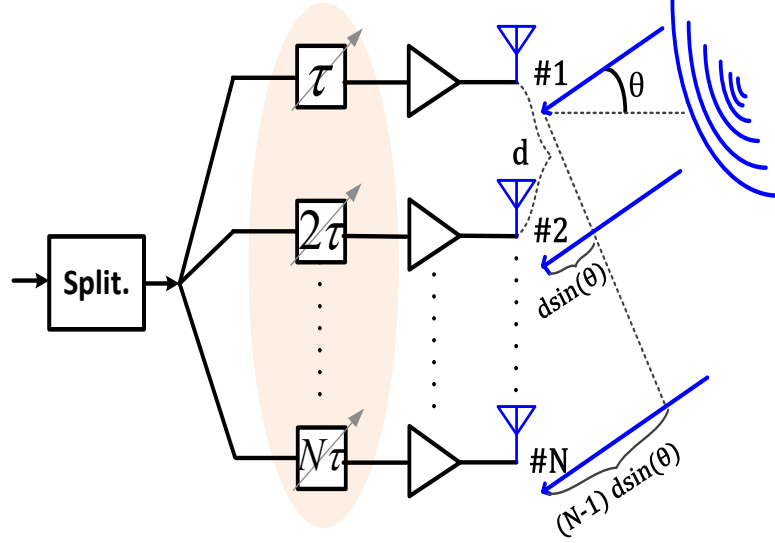 τ
#1
θ
d
2τ
#2
dsin(θ)
Split.
Nτ
#N
(N-1) dsin(θ)